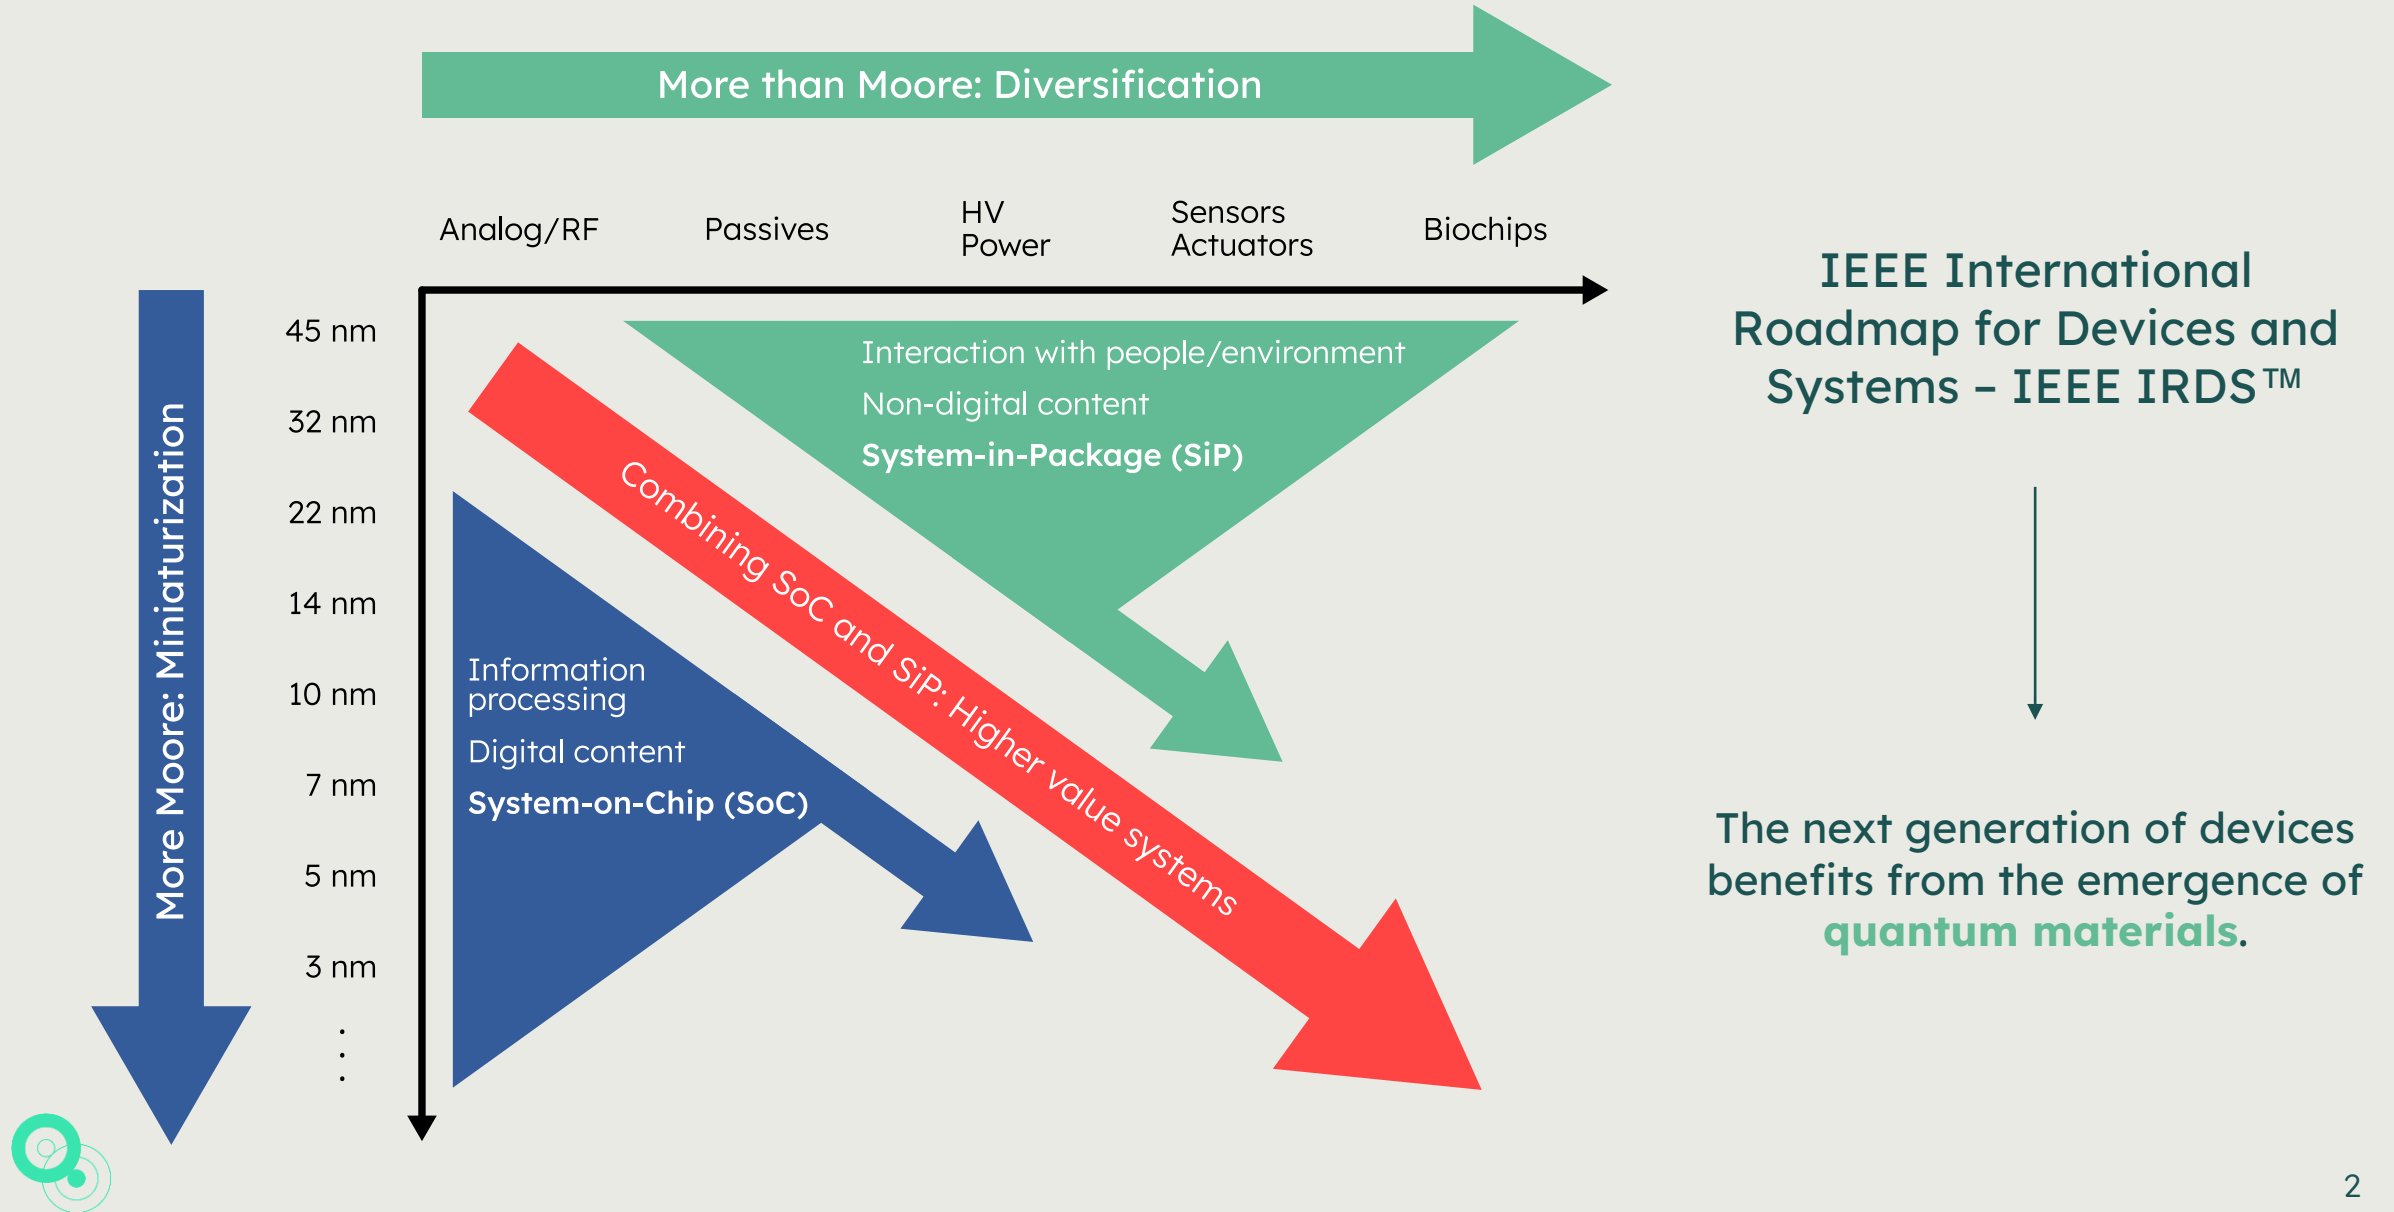 More than Moore: Diversification
Analog/RF
Passives
HV
Power
Sensors
Actuators
Biochips
More Moore: Miniaturization
45 nm
32 nm
22 nm
14 nm
10 nm
7 nm
5 nm
3 nm
.
.
.
Interaction with people/environment
Non-digital content
System-in-Package (SiP)
Combining SoC and SiP: Higher value systems
Information
processing
Digital content
System-on-Chip (SoC)
IEEE International
Roadmap for Devices and
Systems – IEEE IRDS™
The next generation of devices
benefits from the emergence of
quantum materials.
2